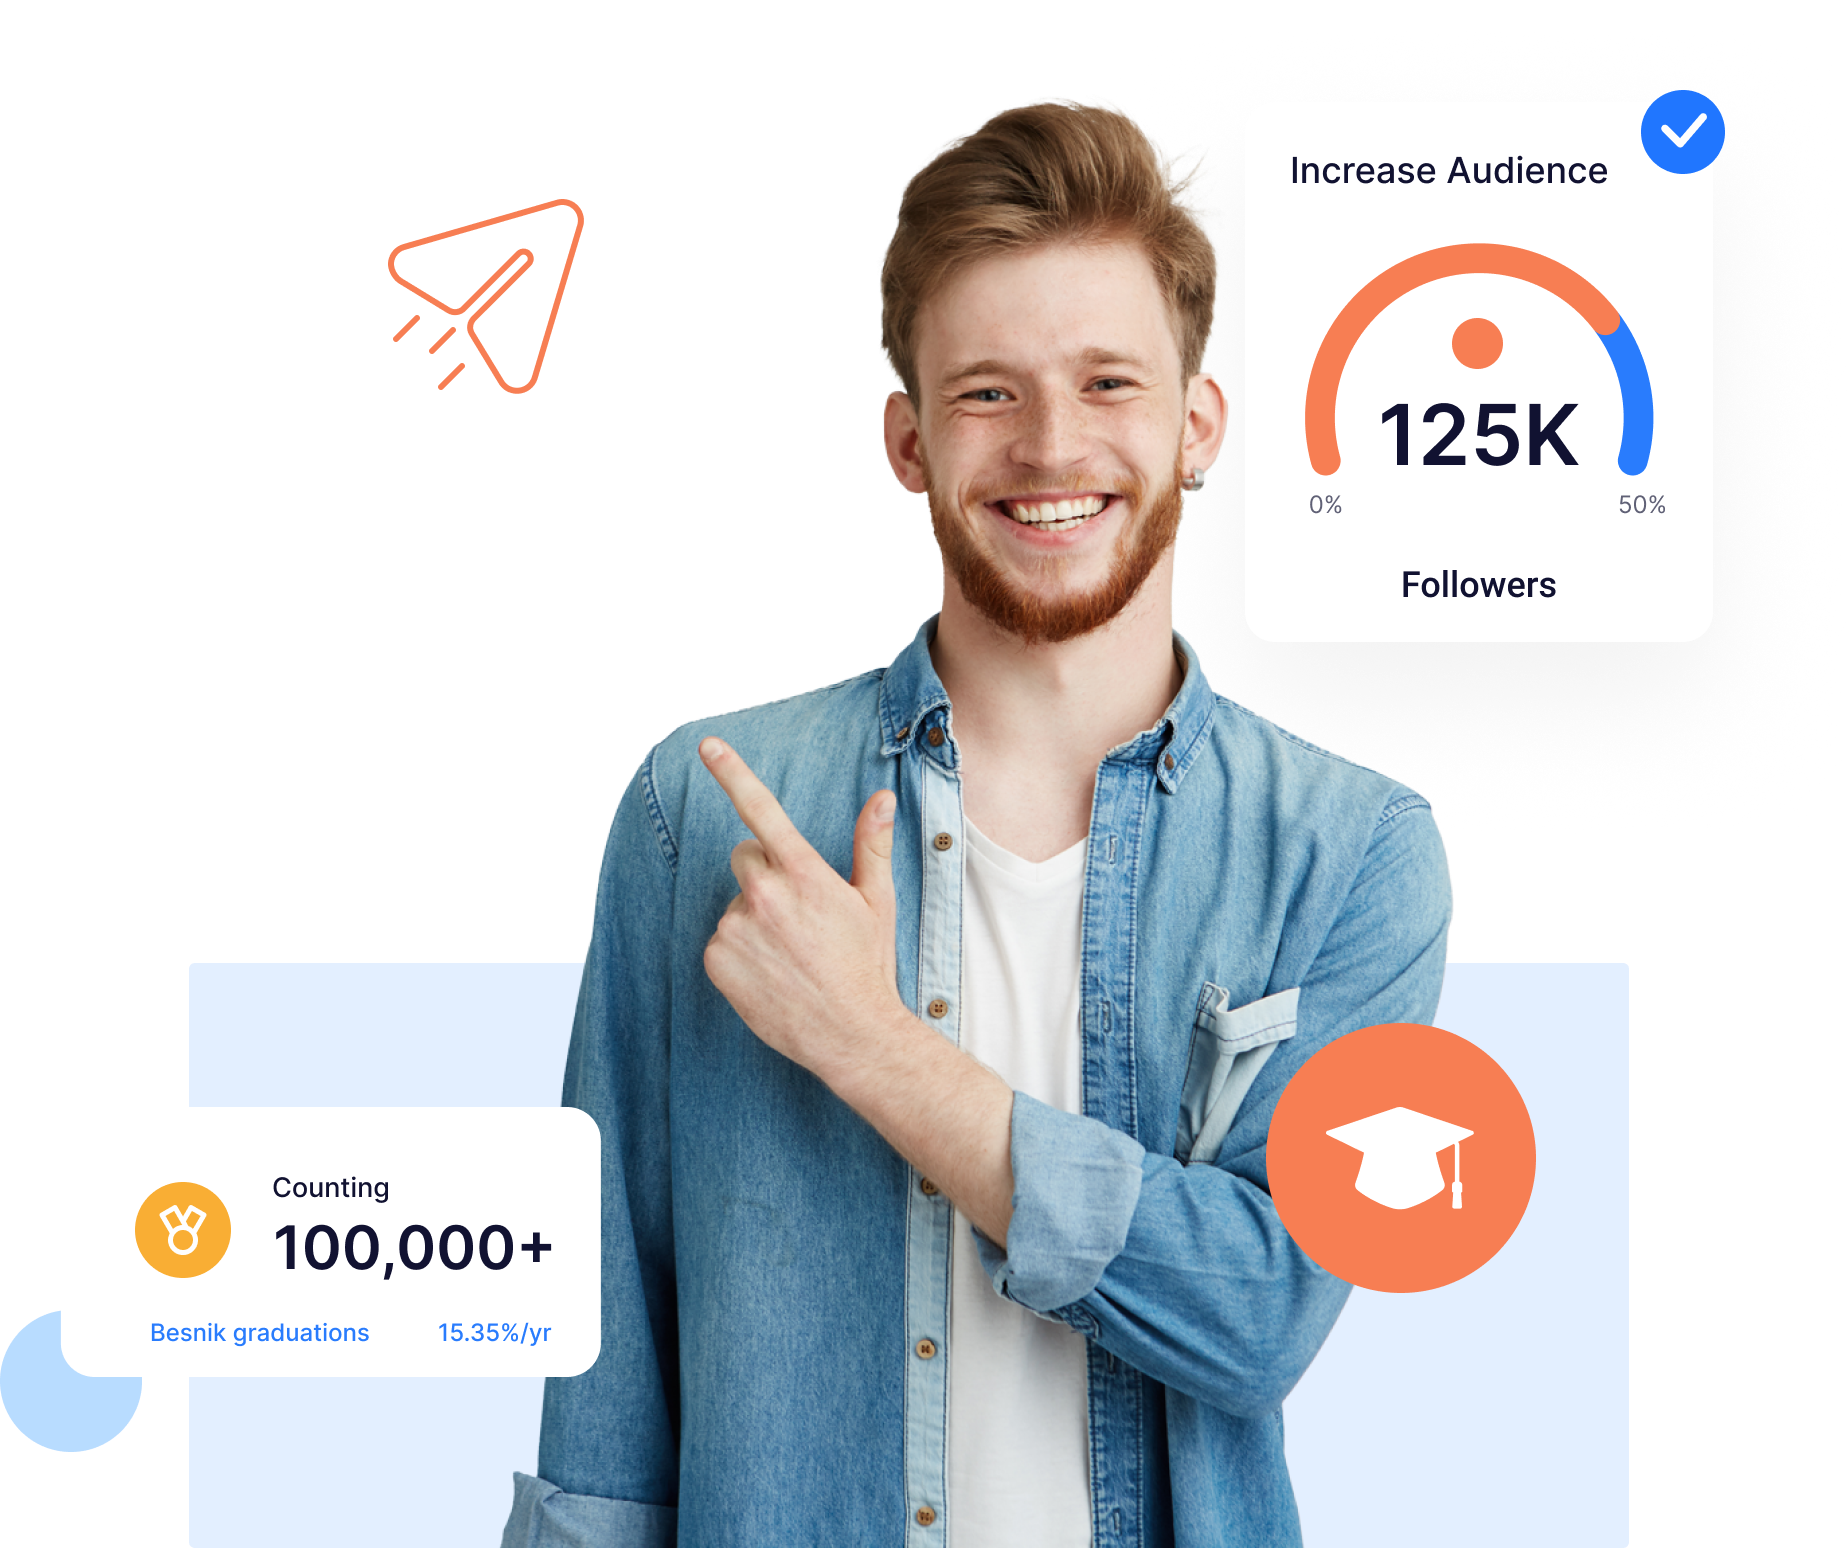 Increase Audience
125K
0% 50%
Followers
Counting
100,000+
Besnik graduations 15.35%/yr